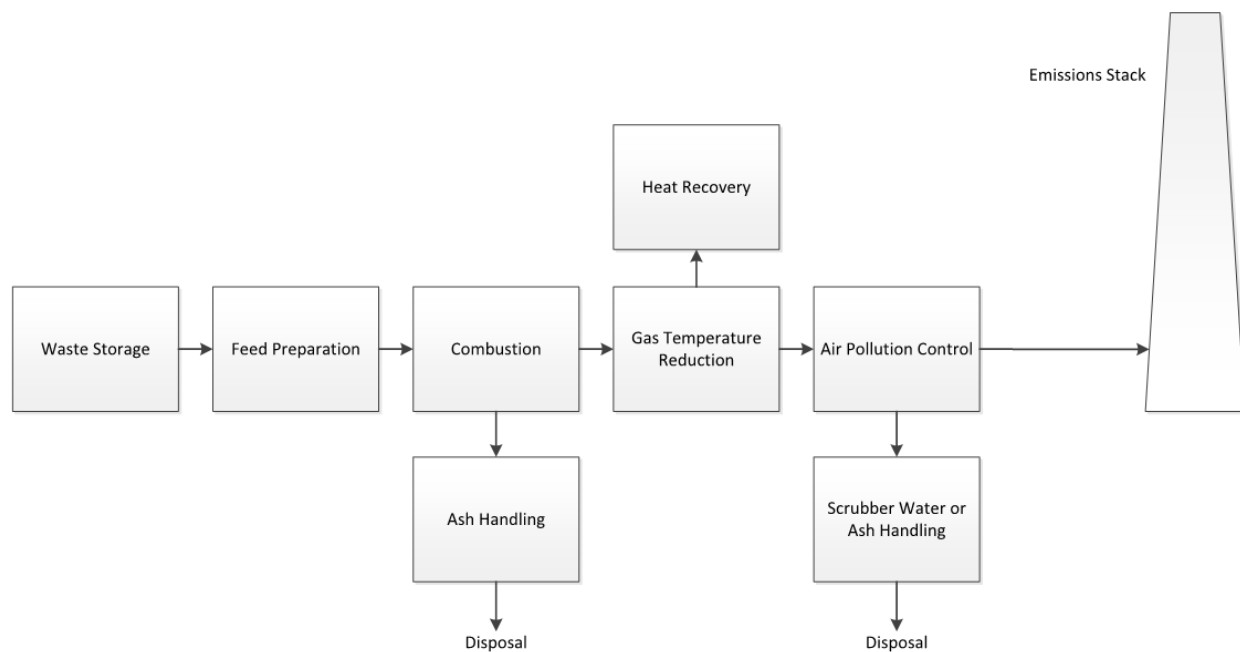 Emissions Stack
Heat Recovery
Waste Storage
Feed Preparation
Combustion
Gas Temperature
Reduction
Air Pollution Control
Ash Handling
Scrubber Water or
Ash Handling
Disposal
Disposal